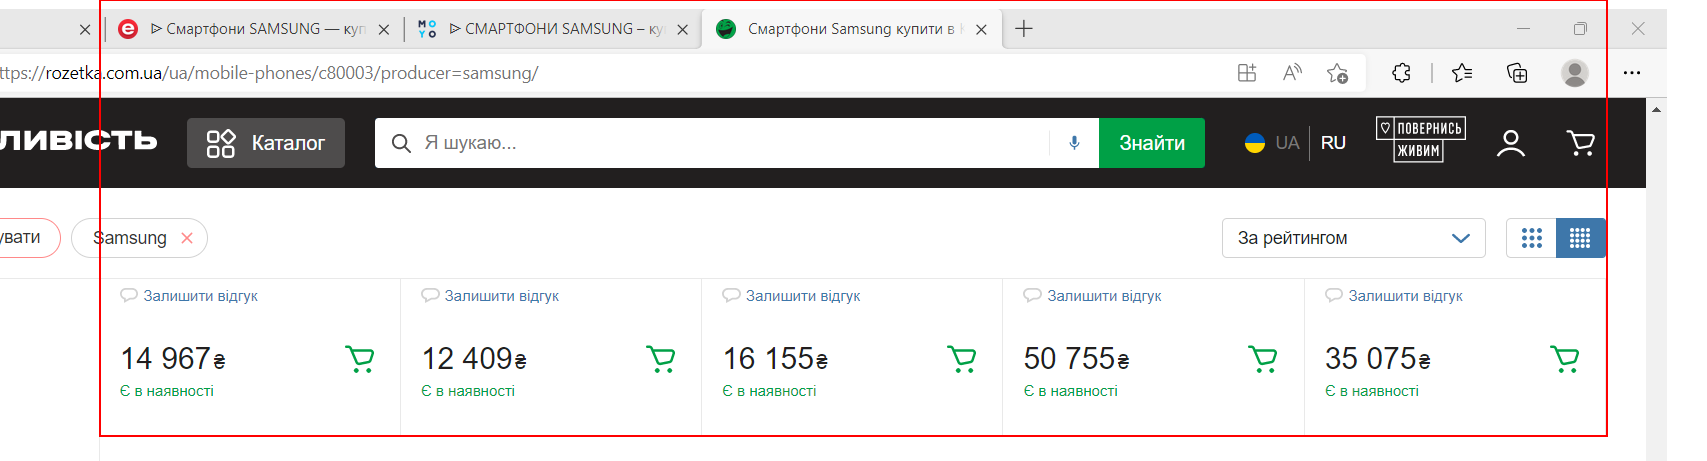 ᐈ Смартфони SAMSUNG — куп
MOYO
ᐈ СМАРТФОНИ SAMSUNG – ку
Смартфони Samsung купити в
ttps://rozetka.com.ua/ua/mobile-phones/c80003/producer=samsung/
ЛИВІСТЬ
Каталог
Я шукаю...
Знайти
UA
RU
ПОВЕРНИСЬ
ЖИВИМ
увати
Samsung
За рейтингом
Залишити відгук
Залишити відгук
Залишити відгук
Залишити відгук
Залишити відгук
14 967₴
12 409₴
16 155₴
50 755₴
35 075₴
Є в наявності
Є в наявності
Є в наявності
Є в наявності
Є в наявності